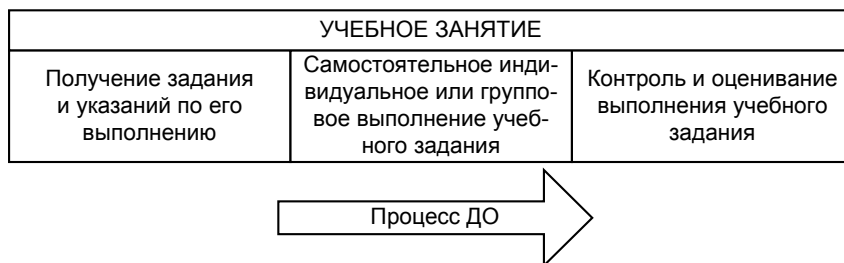 УЧЕБНОЕ ЗАНЯТИЕ
Получение задания
и указаний по его
выполнению
Самостоятельное инди-
видуальное или группо-
вое выполнение учеб-
ного задания
Контроль и оценивание
выполнения учебного
задания
Процесс ДО